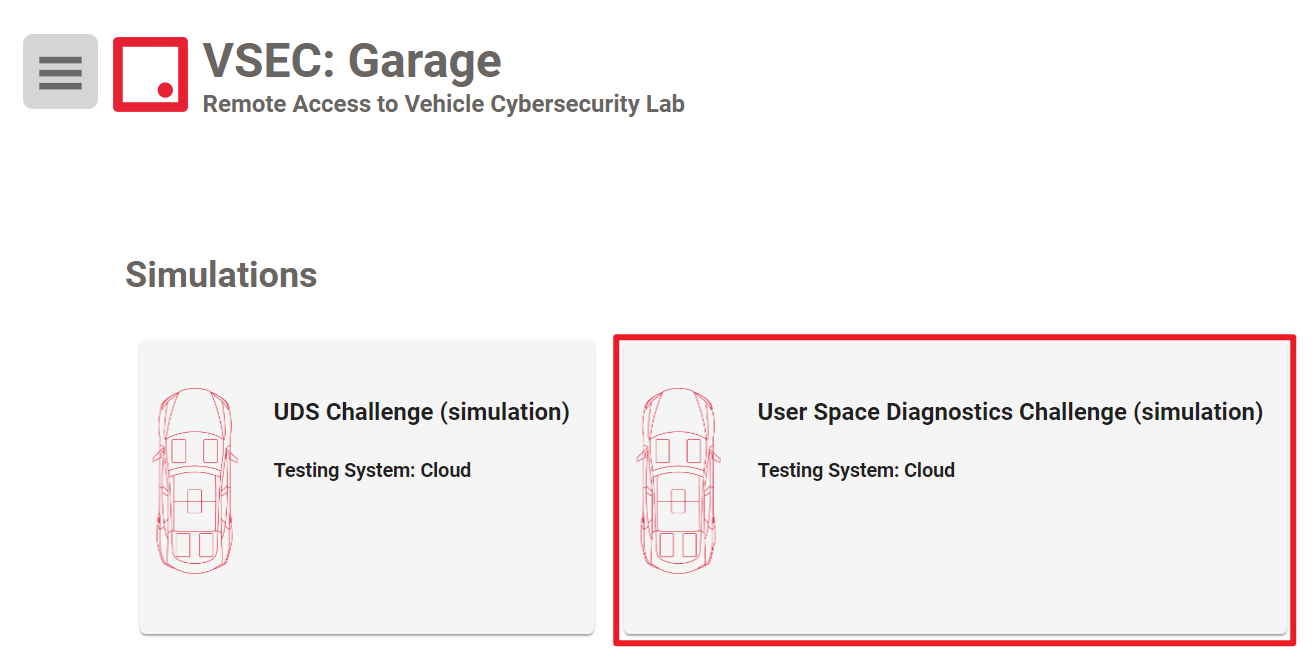 VSEC: Garage
Remote Access to Vehicle Cybersecurity Lab
Simulations
UDS Challenge (simulation)
Testing System: Cloud
User Space Diagnostics Challenge (simulation)
Testing System: Cloud